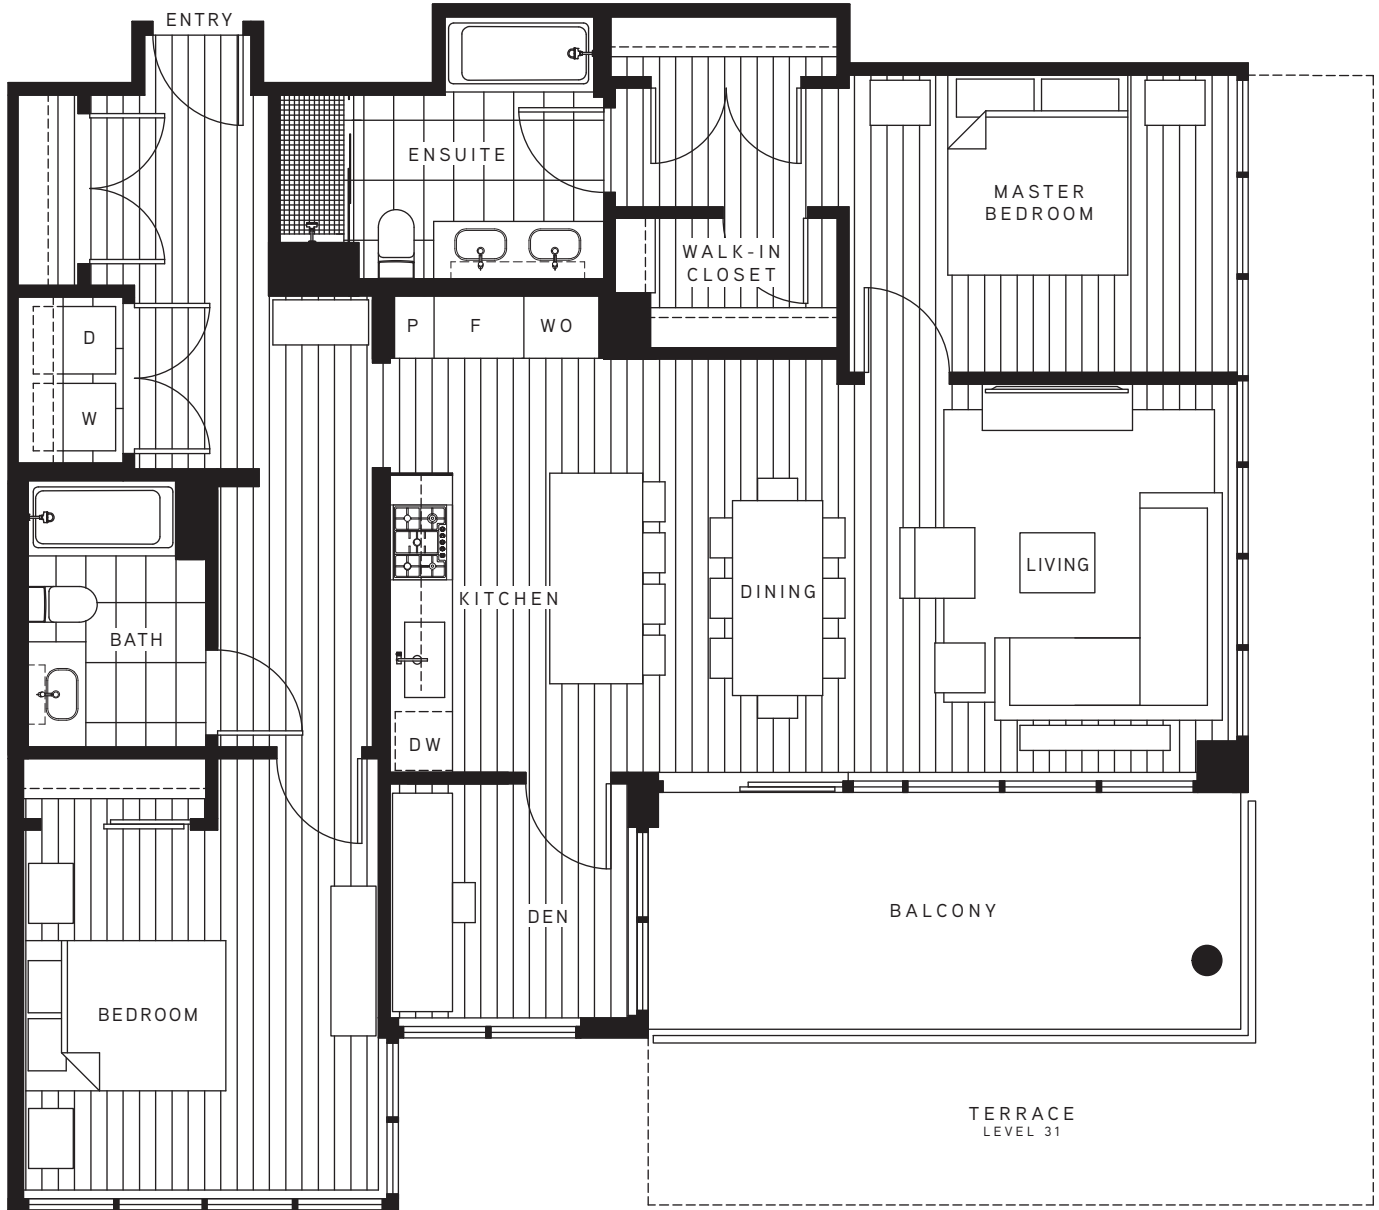 ENTRY
ENSUITE
MASTER
BEDROOM
WALK-IN
CLOSET
P
F
WO
D
W
LIVING
DINING
KITCHEN
BATH
DW
BALCONY
DEN
BEDROOM
TERRACE
LEVEL 31